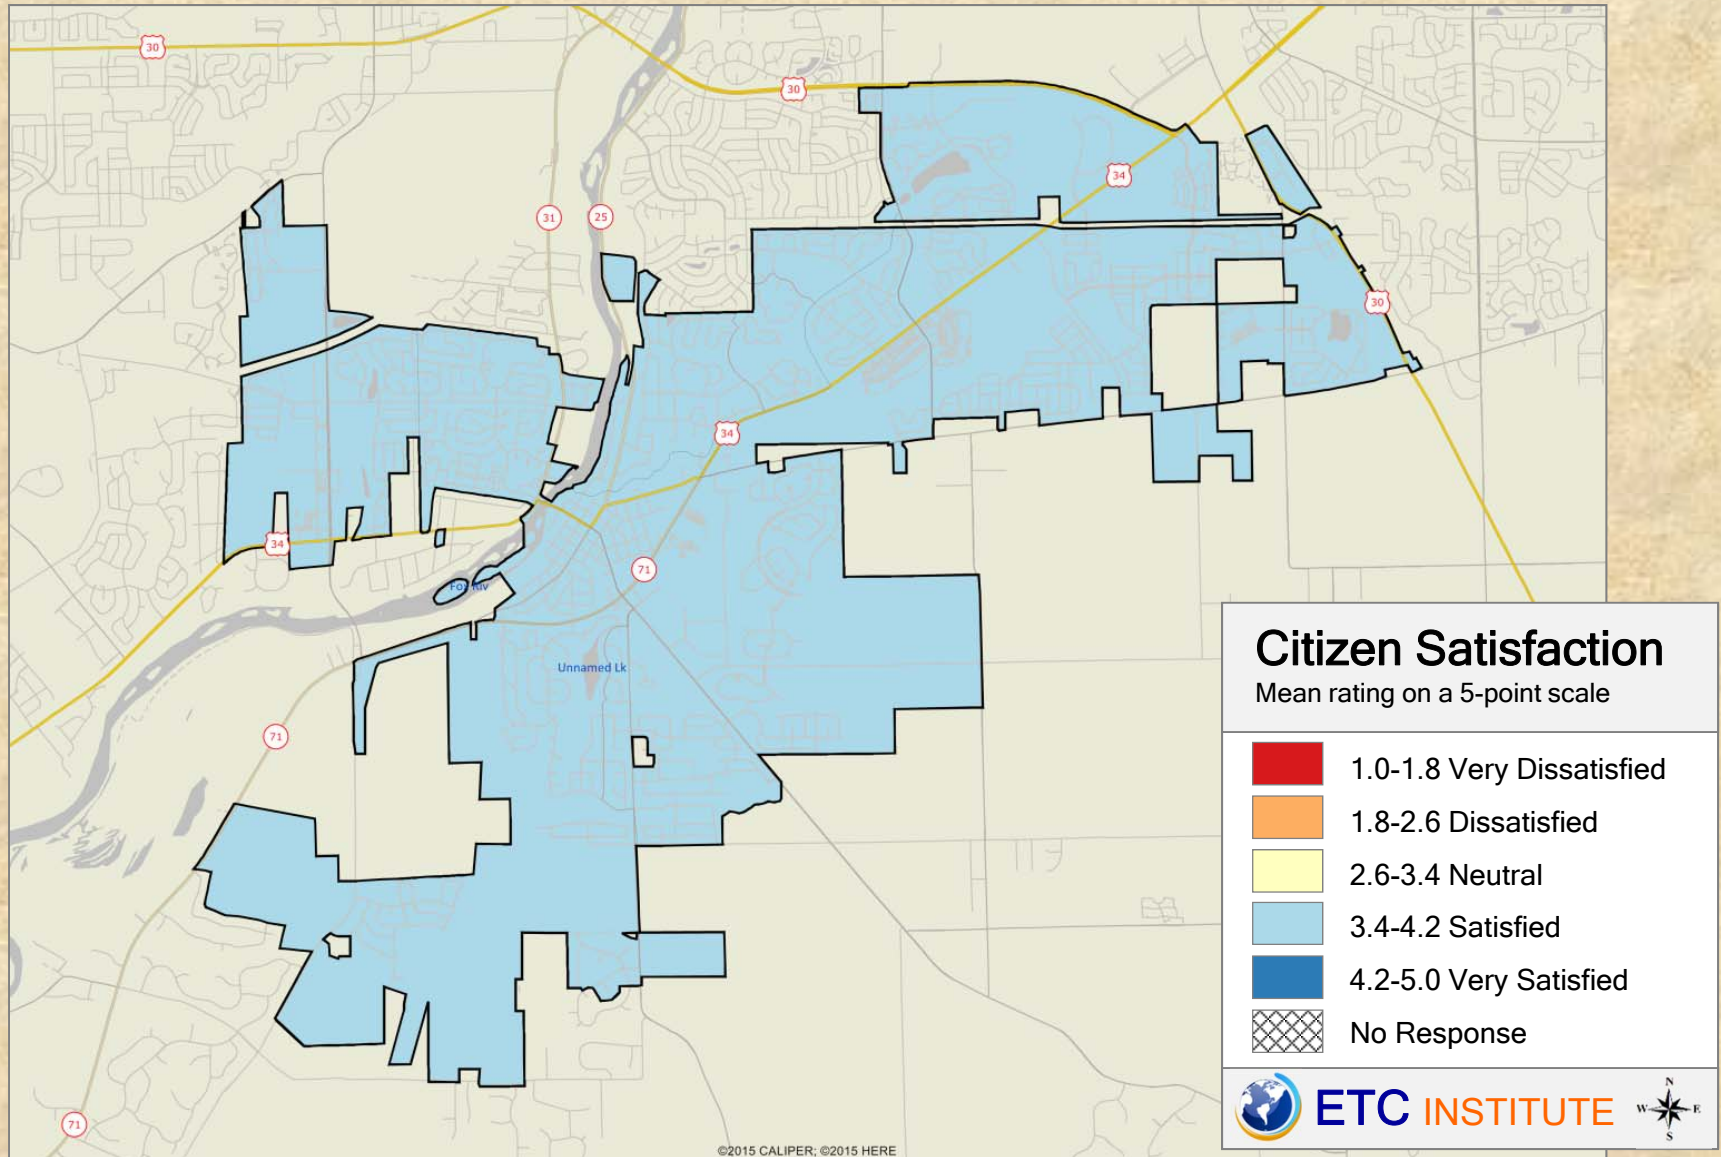 30
30
34
31
25
30
34
34
71
Fox Riv
Unnamed Lk
71
71
Citizen Satisfaction
Mean rating on a 5-point scale
1.0-1.8 Very Dissatisfied
1.8-2.6 Dissatisfied
2.6-3.4 Neutral
3.4-4.2 Satisfied
4.2-5.0 Very Satisfied
No Response
ETC INSTITUTE
N
W E
S
©2015 CALIPER; ©2015 HERE